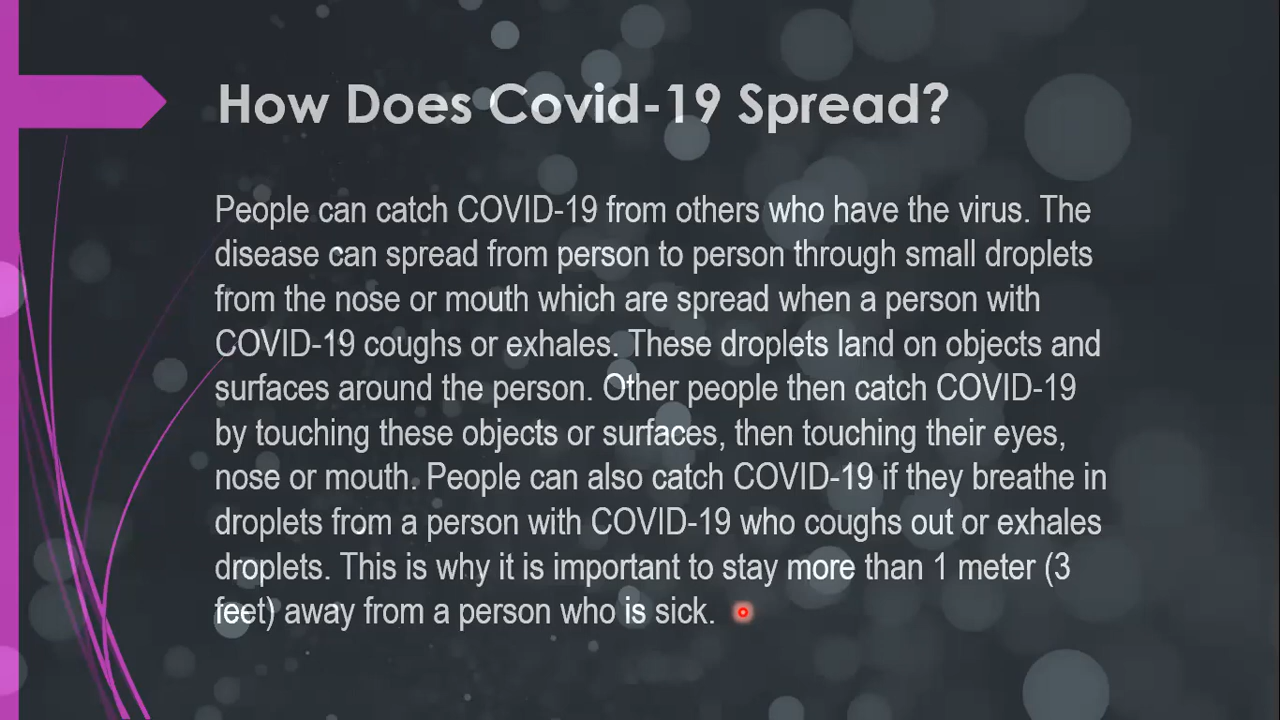 How Does Covid-19 Spread?
People can catch COVID-19 from others who have the virus. The
disease can spread from person to person through small droplets
from the nose or mouth which are spread when a person with
COVID-19 coughs or exhales. These droplets land on objects and
surfaces around the person. Other people then catch COVID-19
by touching these objects or surfaces, then touching their eyes,
nose or mouth. People can also catch COVID-19 if they breathe in
droplets from a person with COVID-19 who coughs out or exhales
droplets. This is why it is important to stay more than 1 meter (3
feet) away from a person who is sick.